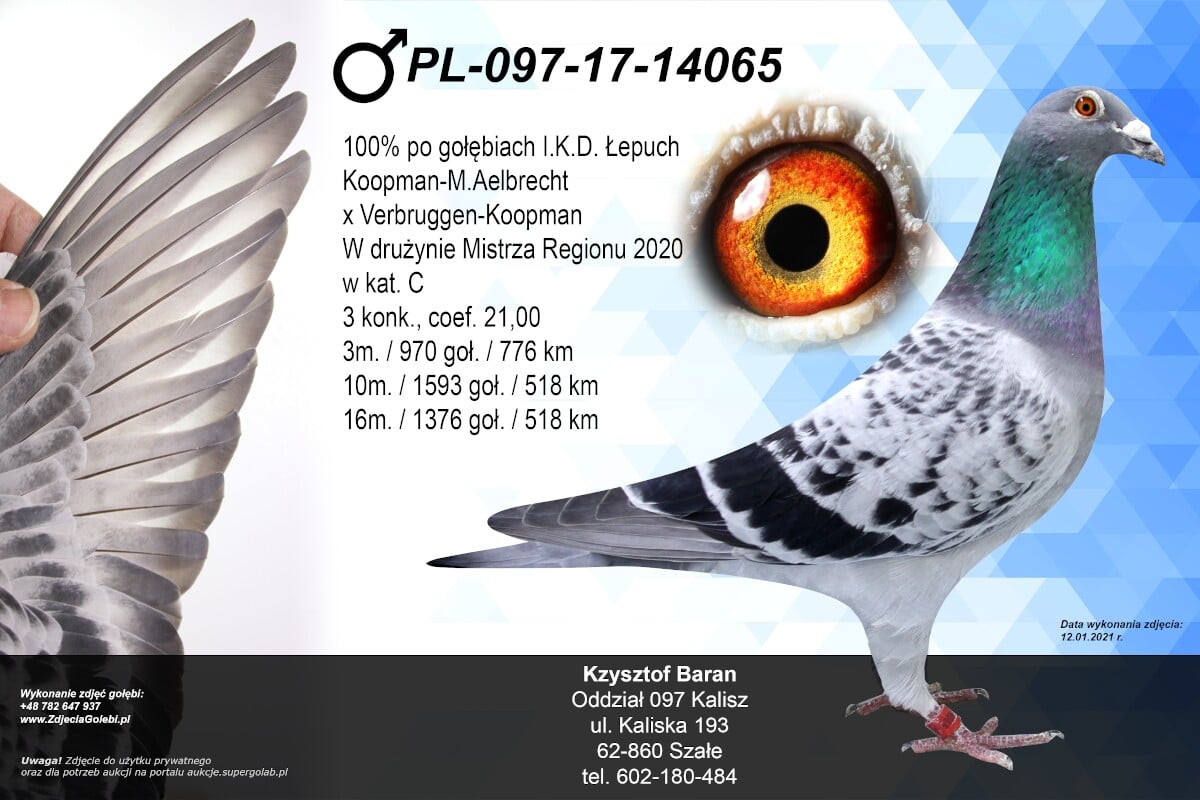 PL-097-17-14065
100% po gołębiach I.K.D. Łepuch
Koopman-M.Aelbrecht
x Verbruggen-Koopman
W drużynie Mistrza Regionu 2020
w kat. C
3 konk., coef. 21,00
3m. / 970 goł. / 776 km
10m. / 1593 goł. / 518 km
16m. / 1376 goł. / 518 km
Data wykonania zdjęcia:
12.01.2021 r.
Wykonanie zdjęć gołębi:
+48 782 647 937
www.ZdjeciaGolebi.pl
Uwaga! Zdjęcie do użytku prywatnego
oraz dla potrzeb aukcji na portalu aukcje.supergolab.pl
Krzysztof Baran
Oddział 097 Kalisz
ul. Kaliska 193
62-860 Szałe
tel. 602-180-484